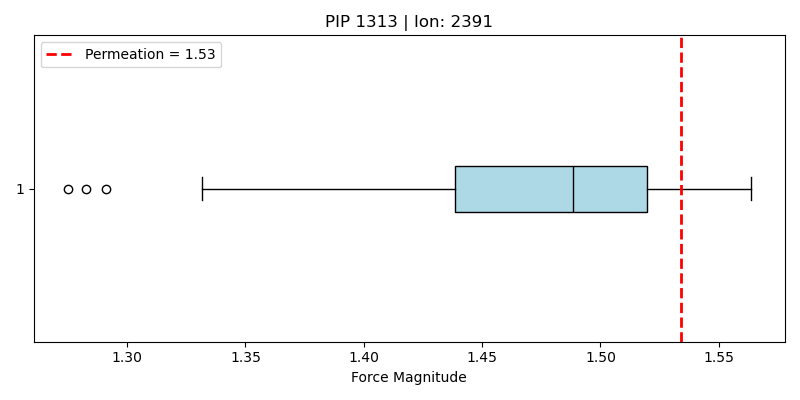 PIP 1313 | Ion: 2391
Permeation = 1.53
1
1.30 1.35 1.40 1.45 1.50 1.55
Force Magnitude